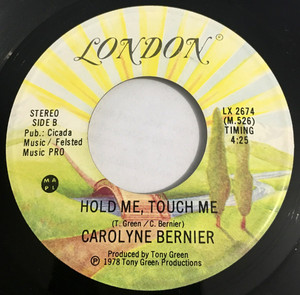 LONDON
STEREO
SIDE B
Pub.: Cicada
Music / Felsted
Music PRO
LX 2674
(M.526)
TIMING
4:25
MAPL
HOLD ME, TOUCH ME
(T. Green / C. Bernier)
CAROLYNE BERNIER
Produced by Tony Green
℗ 1978 Tony Green Productions